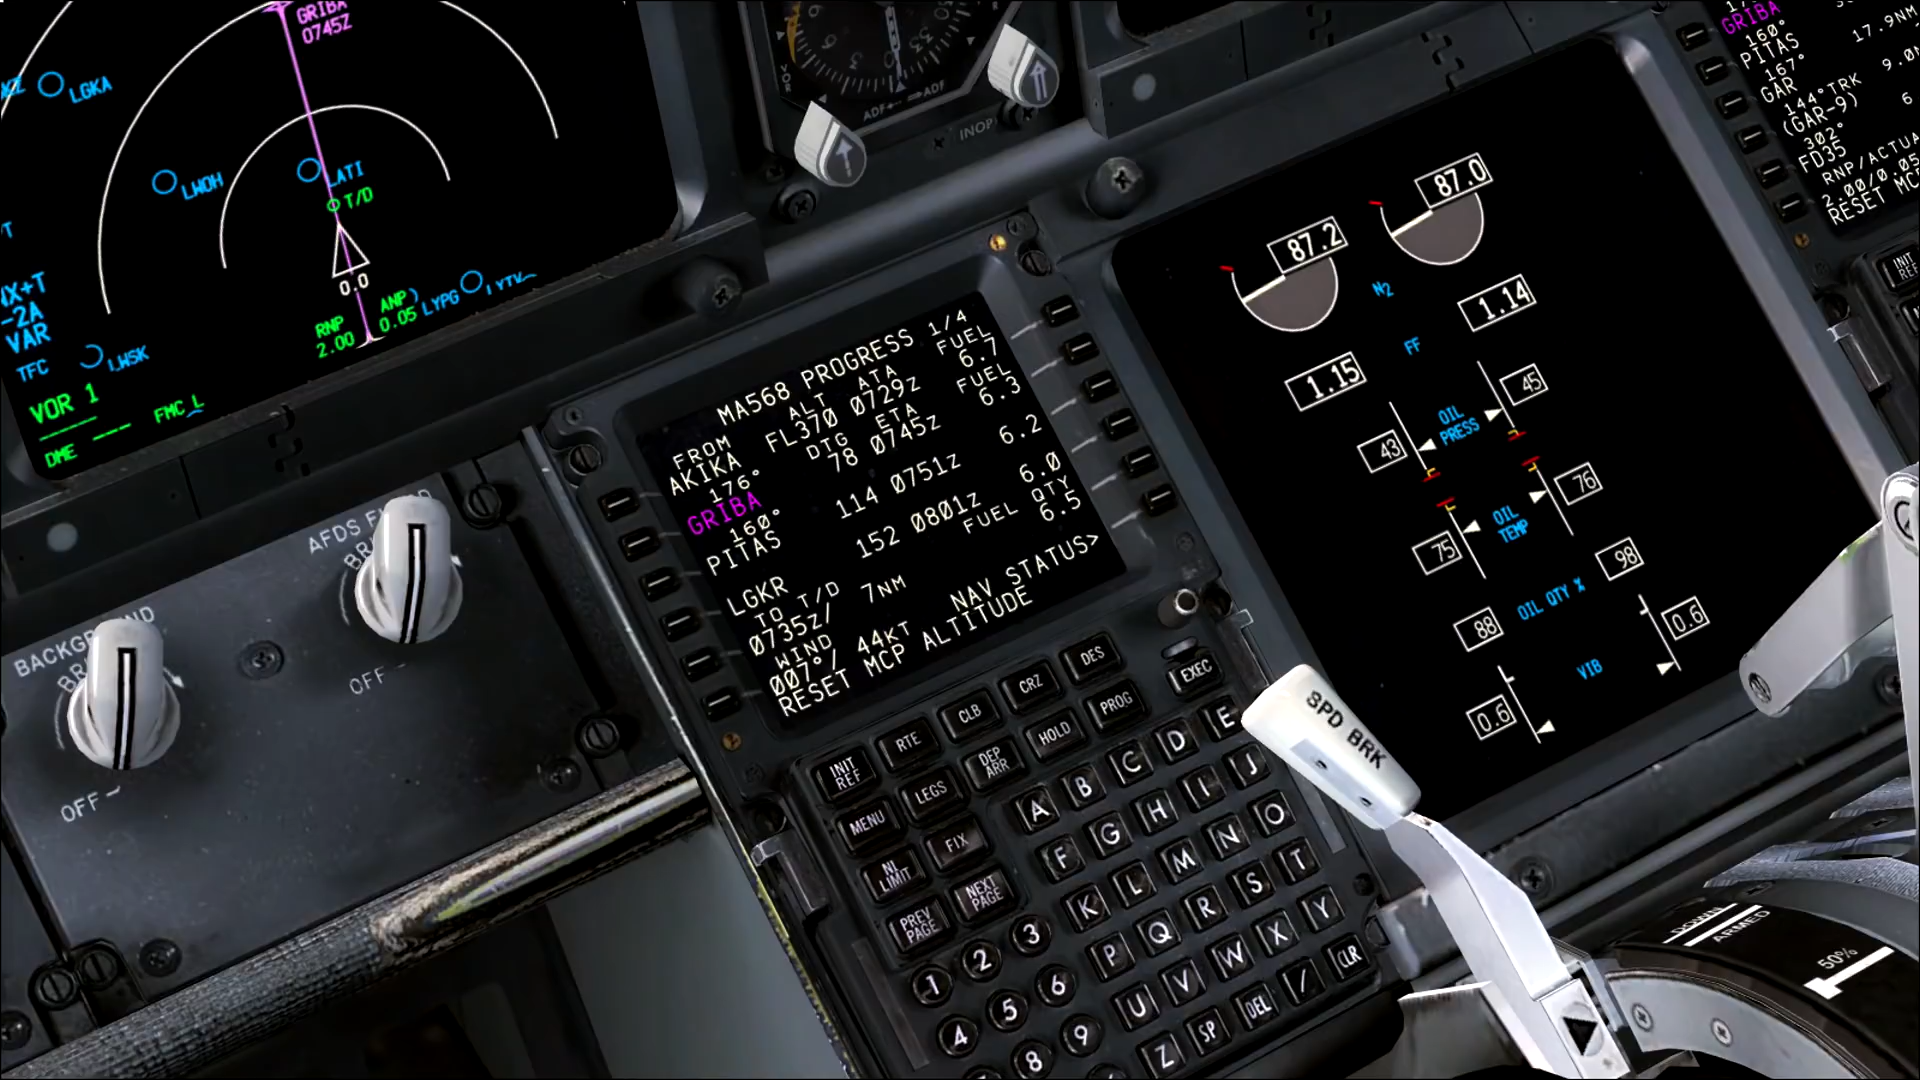 GRIBA
0745Z
LGKA
LWOH
LATI
T/D
0.0
RNP
2.00
ANP
0.05
LYPG
VAR
TFC
LWSK
VOR 1
DME ---
FMC L
VOR
ADF
ADF
INOP
MA568 PROGRESS 1/4
FROM ALT ATA FUEL
AKIKA FL370 0729z 6.7
176° DTG ETA FUEL
GRIBA 78 0745z 6.3
160°
PITAS 114 0751z 6.2
LGKR 152 0801z 6.0
TO T/D FUEL QTY
0735z/ 7NM 6.5
WIND
007°/ 44KT NAV STATUS>
RESET MCP ALTITUDE
87.2
87.0
N2
1.15
FF
1.14
43
OIL
PRESS
45
75
OIL
TEMP
76
88
OIL QTY %
98
0.6
VIB
0.6
GRIBA
160°
PITAS 17.9NM
167°
GAR
144°TRK
(GAR-9)
302°
FD35
RNP/ACTUA
2.00/0.05
RESET MC
INIT
REF
BACKGROUND
OFF
OFF
INIT
REF
RTE
CLB
CRZ
DES
MENU
LEGS
DEP
ARR
HOLD
PROG
EXEC
N1
LIMIT
FIX
PREV
PAGE
NEXT
PAGE
A B C D E
F G H I J
K L M N O
P Q R S T
U V W X Y
Z SP DEL / CLR
1 2 3
4 5 6
8 9
SPD BRK
DOWN
ARMED
50%